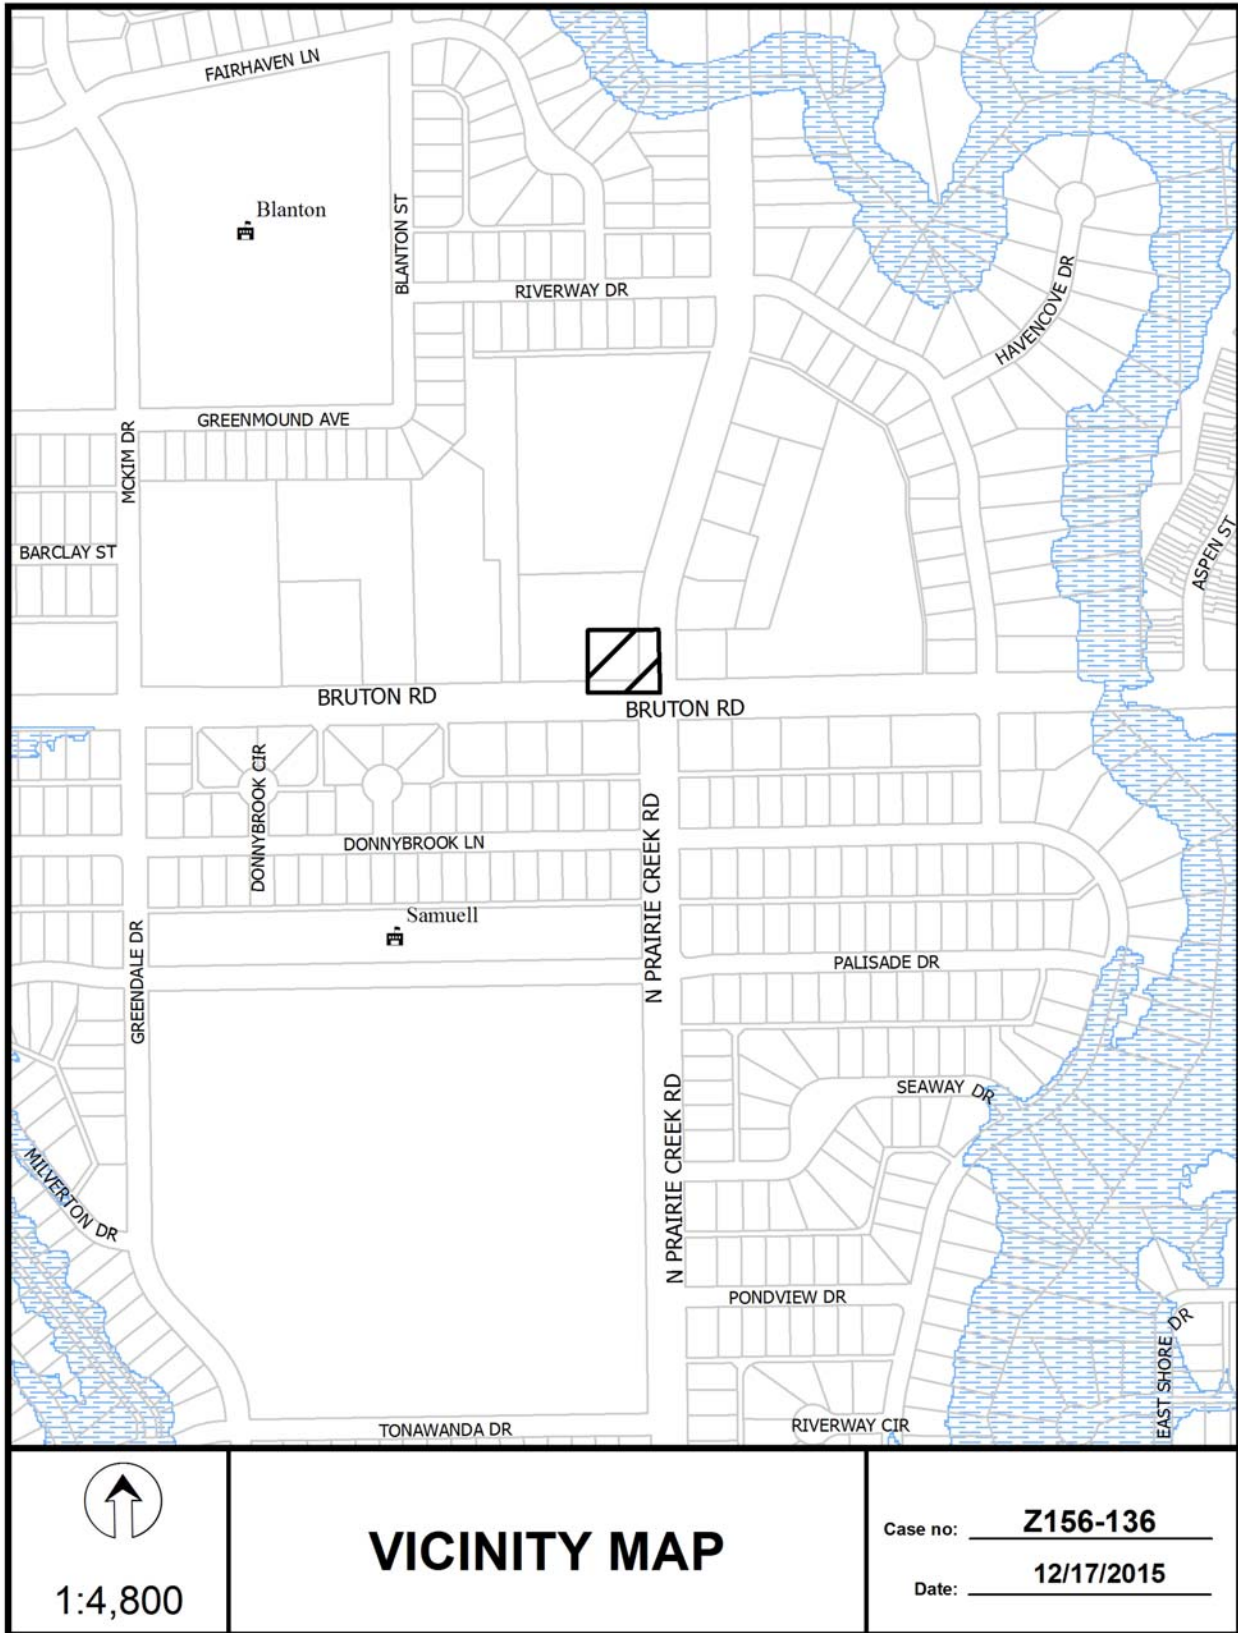 FAIRHAVEN LN
Blanton
BLANTON ST
RIVERWAY DR
HAVENCOVE DR
GREENMOUND AVE
MCKIM DR
BARCLAY ST
ASPEN ST
BRUTON RD
BRUTON RD
DONNYBROOK CIR
DONNYBROOK LN
N PRAIRIE CREEK RD
Samuell
GREENDALE DR
PALISADE DR
SEAWAY DR
N PRAIRIE CREEK RD
MILVERTON DR
PONDVIEW DR
EAST SHORE DR
RIVERWAY CIR
TONAWANDA DR
1:4,800
VICINITY MAP
Case no: Z156-136
Date: 12/17/2015